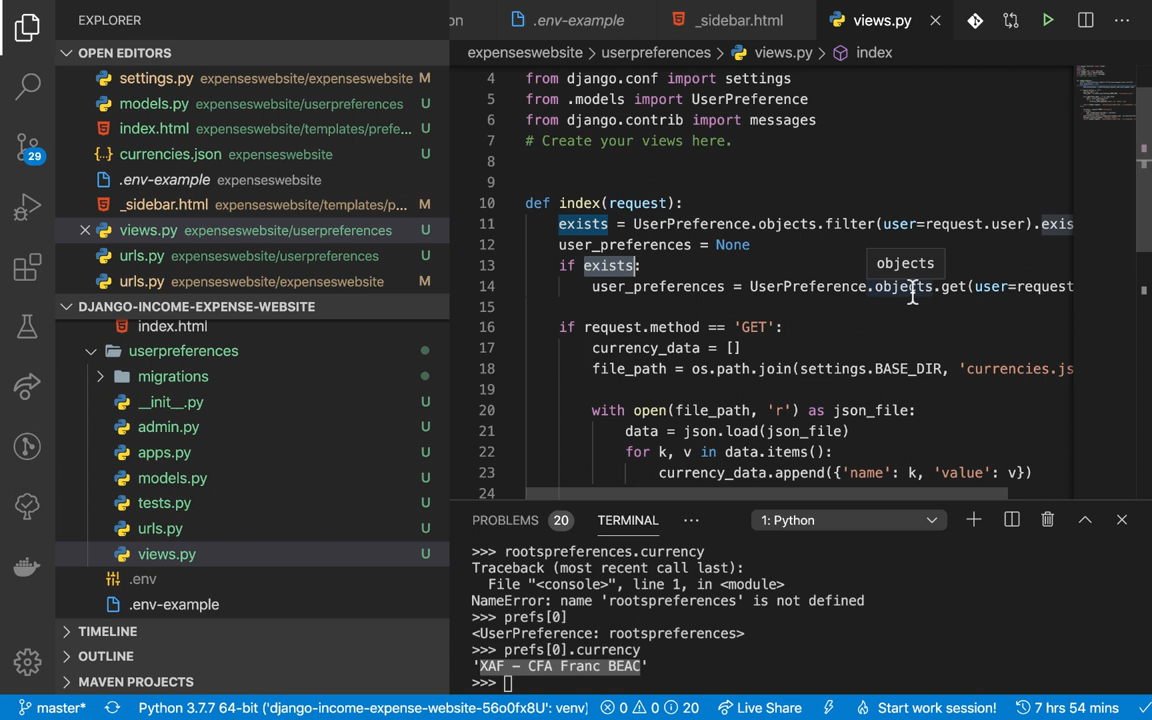 EXPLORER
OPEN EDITORS
settings.py expenseswebsite/expenseswebsite M
models.py expenseswebsite/userpreferences U
index.html expenseswebsite/templates/prefe... U
currencies.json expenseswebsite U
.env-example expenseswebsite
_sidebar.html expenseswebsite/templates/p... M
views.py expenseswebsite/userpreferences U
urls.py expenseswebsite/userpreferences U
urls.py expenseswebsite/expenseswebsite M
DJANGO-INCOME-EXPENSE-WEBSITE
index.html
userpreferences
migrations
__init__.py U
admin.py U
apps.py U
models.py U
tests.py U
urls.py U
views.py U
.env
.env-example
TIMELINE
OUTLINE
MAVEN PROJECTS
29
on .env-example _sidebar.html views.py
expenseswebsite > userpreferences > views.py > index
4 from django.conf import settings
5 from .models import UserPreference
6 from django.contrib import messages
7 # Create your views here.
8
9
10 def index(request):
11 exists = UserPreference.objects.filter(user=request.user).exis
12 user_preferences = None
13 if exists:
objects
14 user_preferences = UserPreference.objects.get(user=request
15
16 if request.method == 'GET':
17 currency_data = []
18 file_path = os.path.join(settings.BASE_DIR, 'currencies.js
19
20 with open(file_path, 'r') as json_file:
21 data = json.load(json_file)
22 for k, v in data.items():
23 currency_data.append({'name': k, 'value': v})
24
PROBLEMS 20 TERMINAL ... 1: Python
>>> rootspreferences.currency
Traceback (most recent call last):
File "<console>", line 1, in <module>
NameError: name 'rootspreferences' is not defined
>>> prefs[0]
<UserPreference: rootspreferences>
>>> prefs[0].currency
'XAF - CFA Franc BEAC'
>>>
master* Python 3.7.7 64-bit ('django-income-expense-website-56o0fx8U': venv) 0 0 20 Live Share Start work session! 7 hrs 54 mins